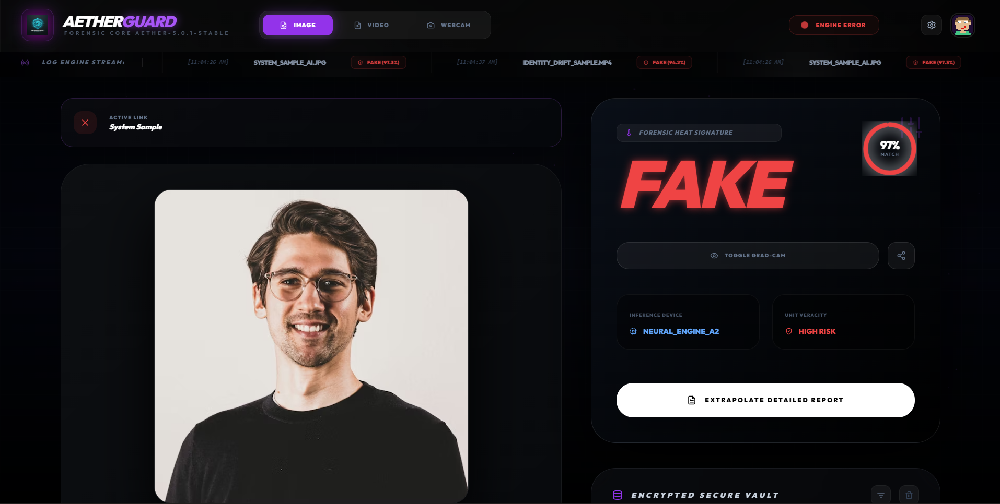 AETHERGUARD
FORENSIC CORE AETHER-5.0.1-STABLE
IMAGE
VIDEO
WEBCAM
ENGINE ERROR
LOG ENGINE STREAM:
[11:04:26 AM] SYSTEM_SAMPLE_AI.JPG FAKE (97.3%)
[11:04:37 AM] IDENTITY_DRIFT_SAMPLE.MP4 FAKE (94.2%)
[11:04:26 AM] SYSTEM_SAMPLE_AI.JPG FAKE (97.3%)
ACTIVE LINK
System Sample
FORENSIC HEAT SIGNATURE
97%
MATCH
FAKE
TOGGLE GRAD-CAM
INFERENCE DEVICE
NEURAL_ENGINE_A2
UNIT VERACITY
HIGH RISK
EXTRAPOLATE DETAILED REPORT
ENCRYPTED SECURE VAULT